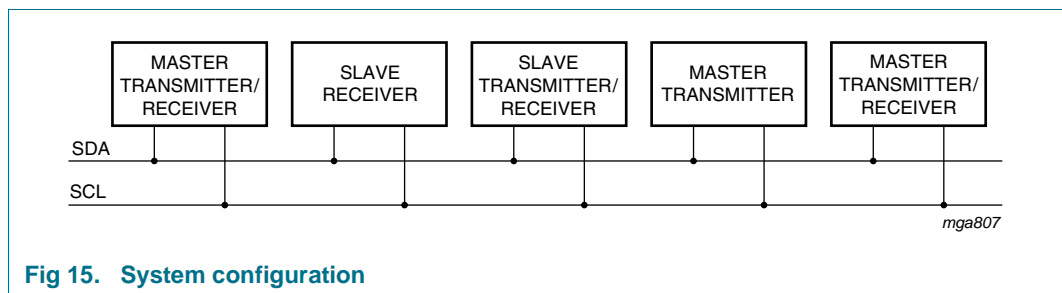 MASTER
TRANSMITTER/
RECEIVER
SLAVE
RECEIVER
SLAVE
TRANSMITTER/
RECEIVER
MASTER
TRANSMITTER
MASTER
TRANSMITTER/
RECEIVER
SDA
SCL
mga807
Fig 15. System configuration